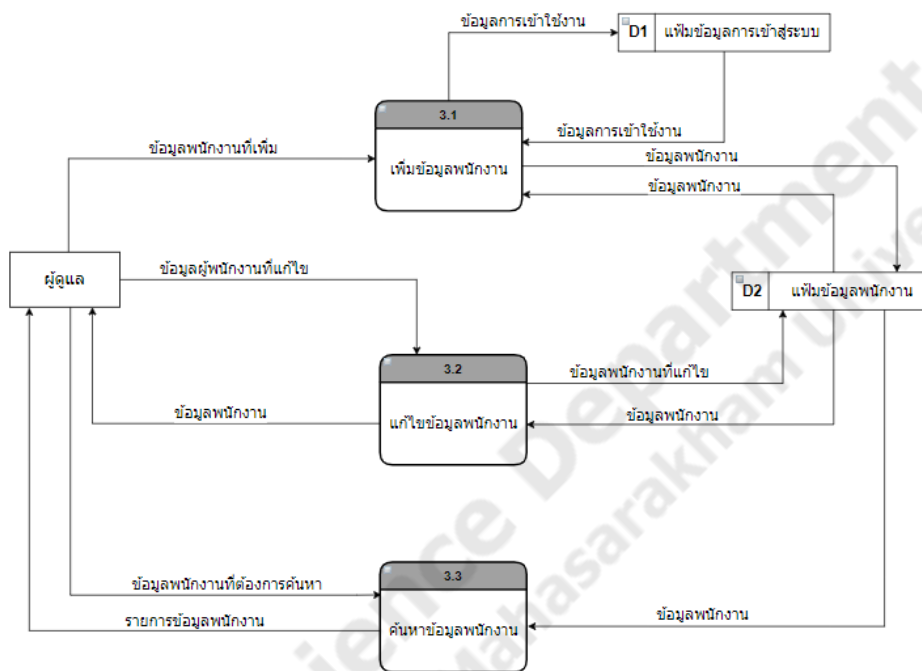 ข้อมูลการเข้าใช้งาน
D1 แฟ้มข้อมูลการเข้าสู่ระบบ
3.1
เพิ่มข้อมูลพนักงาน
ข้อมูลการเข้าใช้งาน
ข้อมูลพนักงานที่เพิ่ม
ข้อมูลพนักงาน
ข้อมูลพนักงาน
ผู้ดูแล
ข้อมูลผู้พนักงานที่แก้ไข
D2 แฟ้มข้อมูลพนักงาน
3.2
แก้ไขข้อมูลพนักงาน
ข้อมูลพนักงานที่แก้ไข
ข้อมูลพนักงาน
ข้อมูลพนักงาน
3.3
ค้นหาข้อมูลพนักงาน
ข้อมูลพนักงานที่ต้องการค้นหา
รายการข้อมูลพนักงาน
ข้อมูลพนักงาน
Department
Mahasarakham